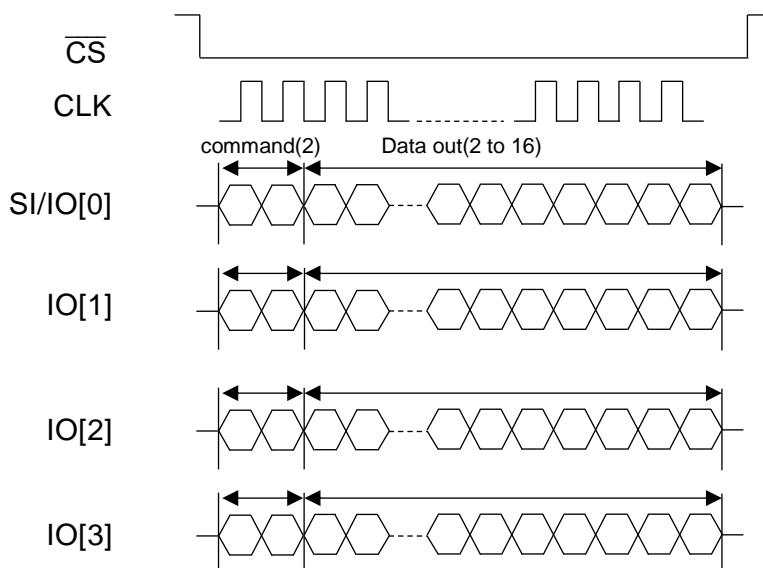 CS
CLK
command(2) Data out(2 to 16)
SI/IO[0]
IO[1]
IO[2]
IO[3]